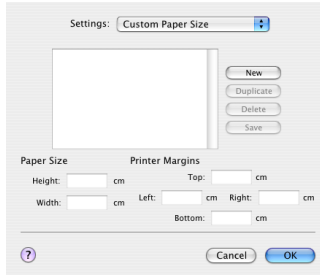 Settings: Custom Paper Size
New
Duplicate
Delete
Save
Paper Size
Printer Margins
Height: cm
Width: cm
Top: cm
Left: cm Right: cm
Bottom: cm
?
Cancel
OK